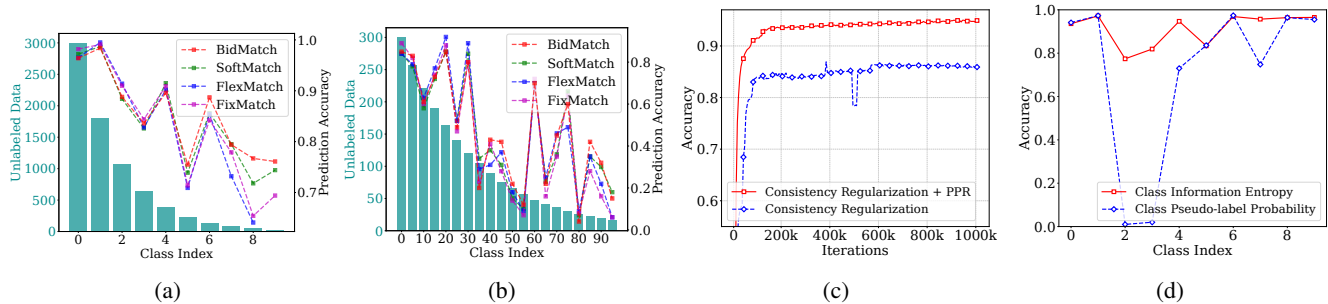 3000
2500
2000
1500
1000
500
0
Unlabeled Data
0 2 4 6 8
Class Index
1.0
0.9
0.8
0.7
Prediction Accuracy
BidMatch
SoftMatch
FlexMatch
FixMatch
(a)
300
250
200
150
100
50
0
Unlabeled Data
0 10 20 30 40 50 60 70 80 90
Class Index
0.8
0.6
0.4
0.2
0.0
Prediction Accuracy
BidMatch
SoftMatch
FlexMatch
FixMatch
(b)
0.9
0.8
0.7
0.6
Accuracy
Consistency Regularization + PPR
Consistency Regularization
0 200k 400k 600k 800k 1000k
Iterations
(c)
1.0
0.8
0.6
0.4
0.2
0.0
Accuracy
Class Information Entropy
Class Pseudo-label Probability
0 2 4 6 8
Class Index
(d)